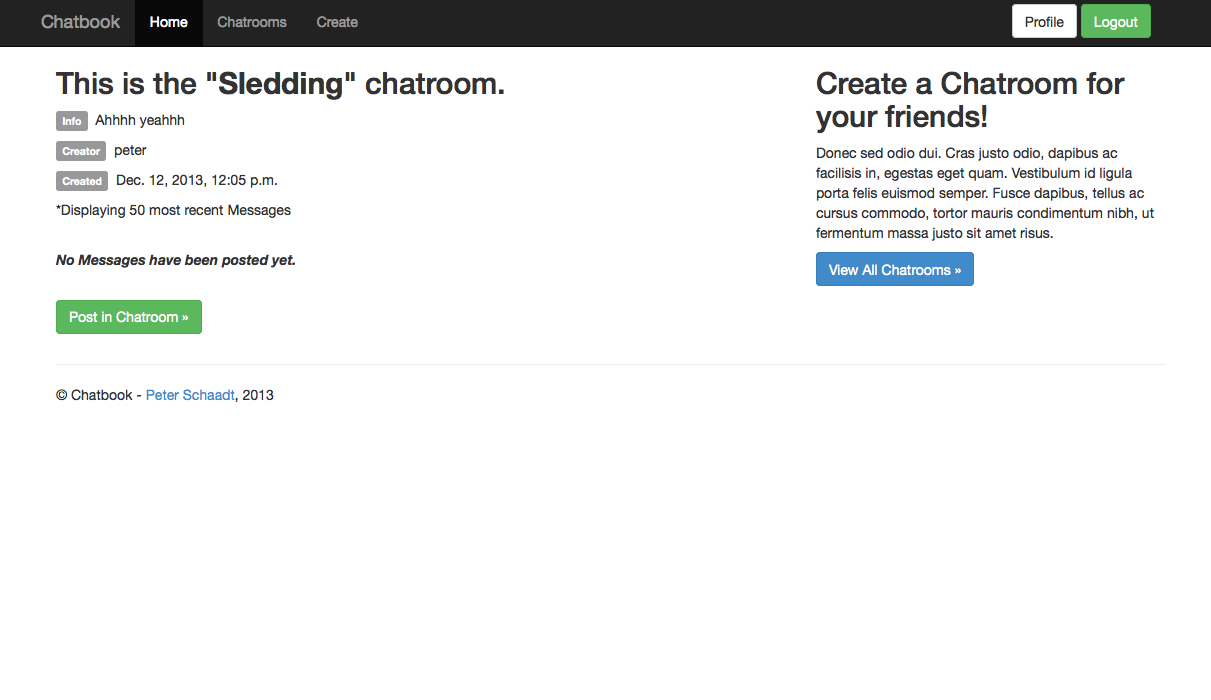 Chatbook Home Chatrooms Create Profile Logout
This is the "Sledding" chatroom.
Info Ahhhh yeahhh
Creator peter
Created Dec. 12, 2013, 12:05 p.m.
*Displaying 50 most recent Messages
No Messages have been posted yet.
Post in Chatroom »
Create a Chatroom for
your friends!
Donec sed odio dui. Cras justo odio, dapibus ac
facilisis in, egestas eget quam. Vestibulum id ligula
porta felis euismod semper. Fusce dapibus, tellus ac
cursus commodo, tortor mauris condimentum nibh, ut
fermentum massa justo sit amet risus.
View All Chatrooms »
© Chatbook - Peter Schaadt, 2013